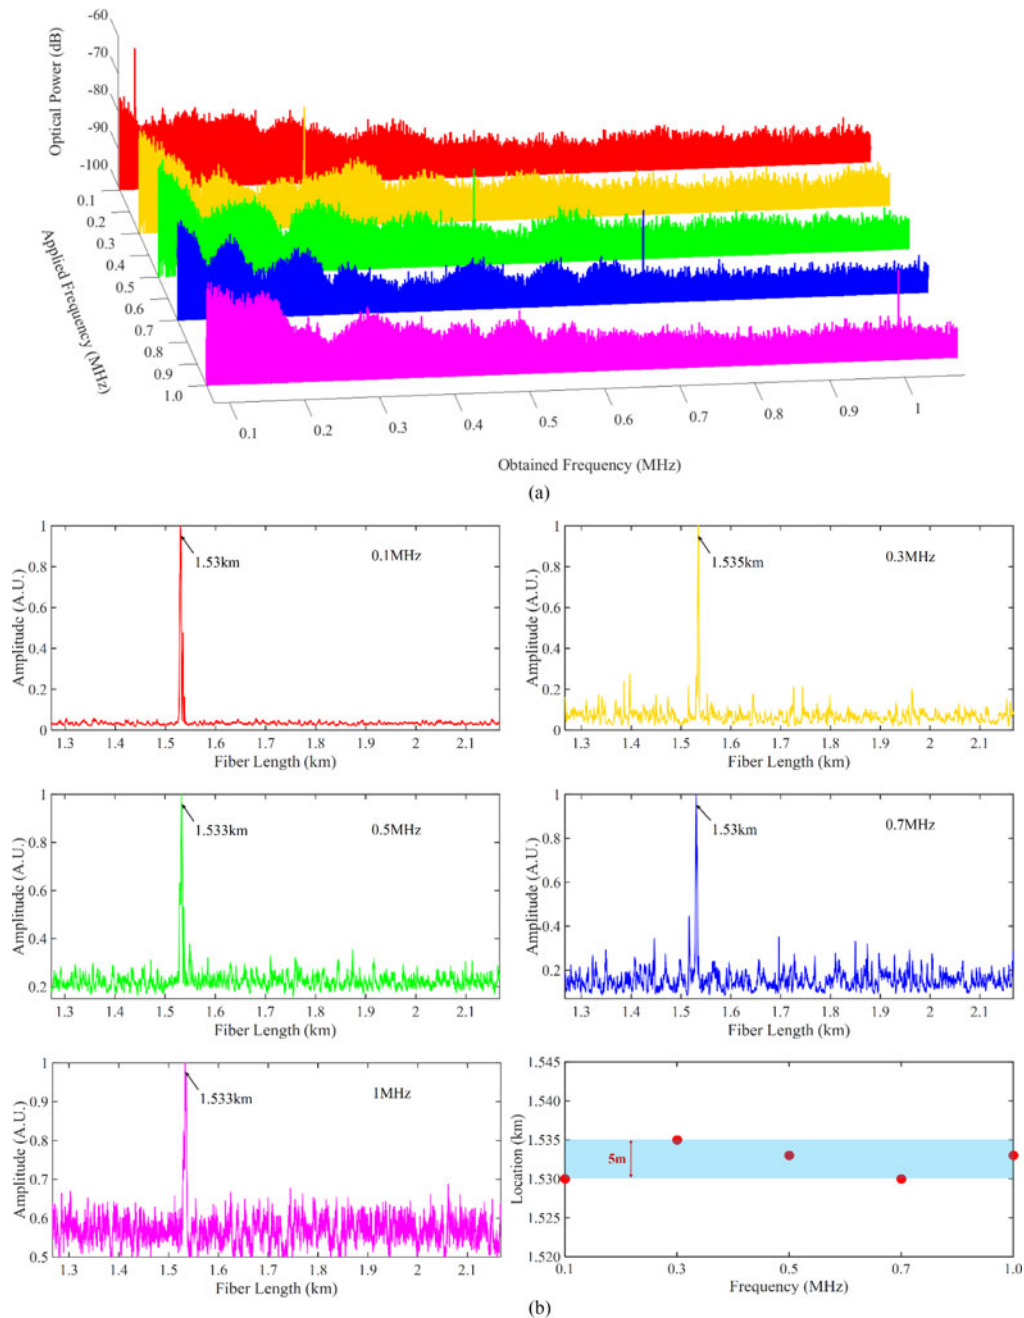 -60
-70
-80
-90
-100
Optical Power (dB)
0.1
0.2
0.3
0.4
0.5
0.6
0.7
0.8
0.9
1.0
Applied Frequency (MHz)
0.1 0.2 0.3 0.4 0.5 0.6 0.7 0.8 0.9 1
Obtained Frequency (MHz)
(a)
1
0.8
0.6
0.4
0.2
0
Amplitude (A.U.)
1.53km
0.1MHz
1.3 1.4 1.5 1.6 1.7 1.8 1.9 2 2.1
Fiber Length (km)
1
0.8
0.6
0.4
0.2
0
Amplitude (A.U.)
1.535km
0.3MHz
1.3 1.4 1.5 1.6 1.7 1.8 1.9 2 2.1
Fiber Length (km)
1
0.8
0.6
0.4
0.2
Amplitude (A.U.)
1.533km
0.5MHz
1.3 1.4 1.5 1.6 1.7 1.8 1.9 2 2.1
Fiber Length (km)
1
0.8
0.6
0.4
0.2
Amplitude (A.U.)
1.53km
0.7MHz
1.3 1.4 1.5 1.6 1.7 1.8 1.9 2 2.1
Fiber Length (km)
1
0.9
0.8
0.7
0.6
0.5
Amplitude (A.U.)
1.533km
1MHz
1.3 1.4 1.5 1.6 1.7 1.8 1.9 2 2.1
Fiber Length (km)
1.545
1.540
1.535
1.530
1.525
1.520
Location (km)
5m
0.1 0.3 0.5 0.7 1.0
Frequency (MHz)
(b)